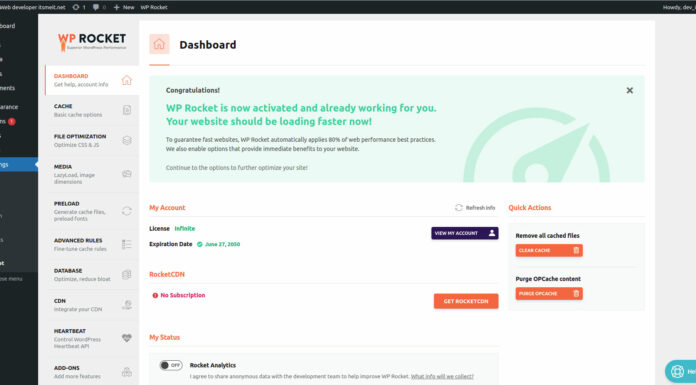 Web developer itsmeit.net 1 0 New WP Rocket Howdy, dev_i
board
ments
arance
ns 1
ngs
ts
ose menu
WP ROCKET
Superior WordPress Performance
DASHBOARD
Get help, account info
CACHE
Basic cache options
FILE OPTIMIZATION
Optimize CSS & JS
MEDIA
LazyLoad, image
dimensions
PRELOAD
Generate cache files,
preload fonts
ADVANCED RULES
Fine-tune cache rules
DATABASE
Optimize, reduce bloat
CDN
Integrate your CDN
HEARTBEAT
Control WordPress
Heartbeat API
ADD-ONS
Add more features
Dashboard
Congratulations!
WP Rocket is now activated and already working for you.
Your website should be loading faster now!
To guarantee fast websites, WP Rocket automatically applies 80% of web performance best practices.
We also enable options that provide immediate benefits to your website.
Continue to the options to further optimize your site!
My Account
Refresh info
License Infinite
VIEW MY ACCOUNT
Expiration Date June 27, 2050
RocketCDN
No Subscription
GET ROCKETCDN
My Status
OFF Rocket Analytics
I agree to share anonymous data with the development team to help improve WP Rocket. What info will we collect?
Quick Actions
Remove all cached files
CLEAR CACHE
Purge OPCache content
PURGE OPCACHE
He